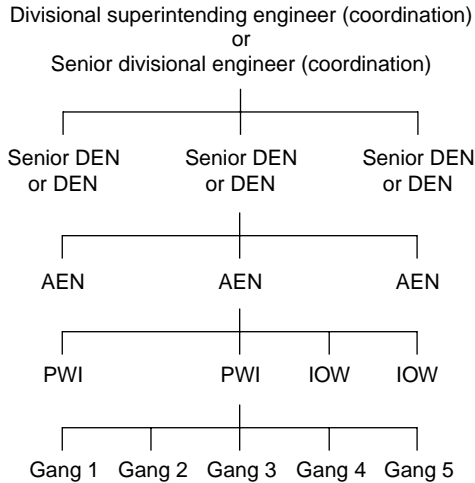 Divisional superintending engineer (coordination)
or
Senior divisional engineer (coordination)
Senior DEN Senior DEN Senior DEN
or DEN or DEN or DEN
AEN AEN AEN
PWI PWI IOW IOW
Gang 1 Gang 2 Gang 3 Gang 4 Gang 5